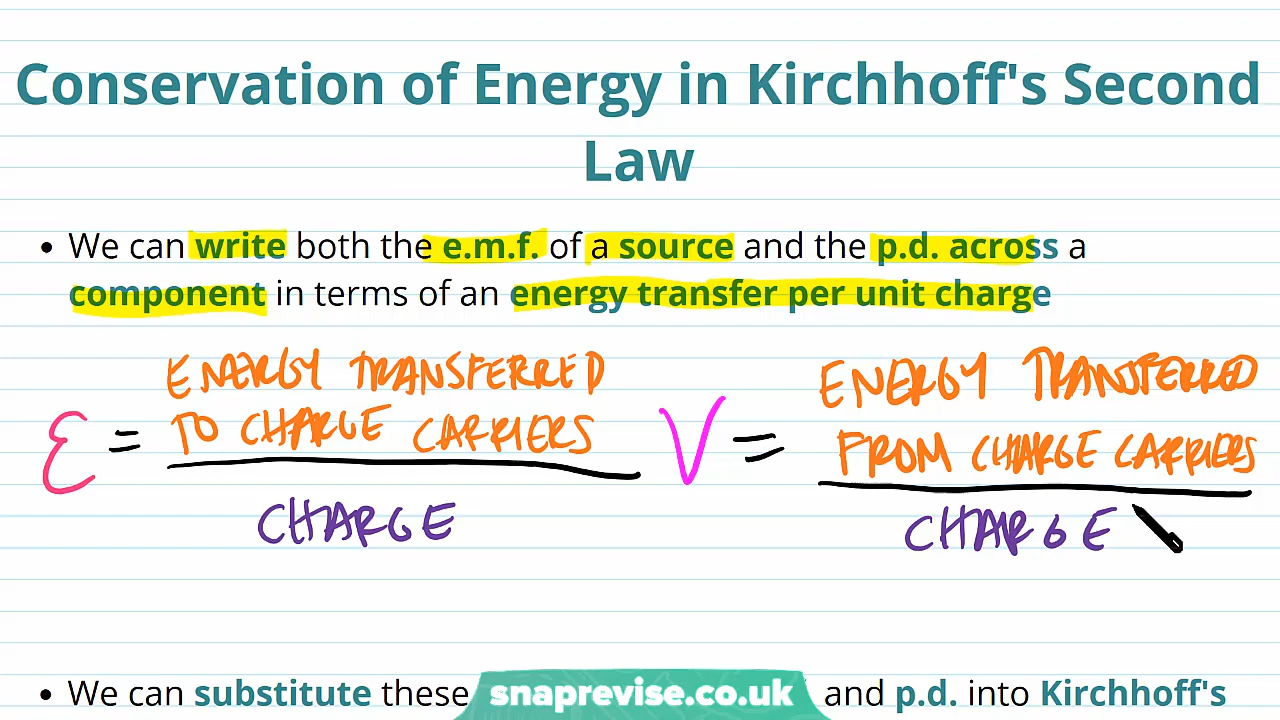 Conservation of Energy in Kirchhoff's Second
Law
• We can write both the e.m.f. of a source and the p.d. across a
component in terms of an energy transfer per unit charge
ENERGY TRANSFERRED
TO CHARGE CARRIERS
ε =
CHARGE
ENERGY TRANSFERRED
FROM CHARGE CARRIERS
V =
CHARGE
• We can substitute these and p.d. into Kirchhoff's
snaprevise.co.uk